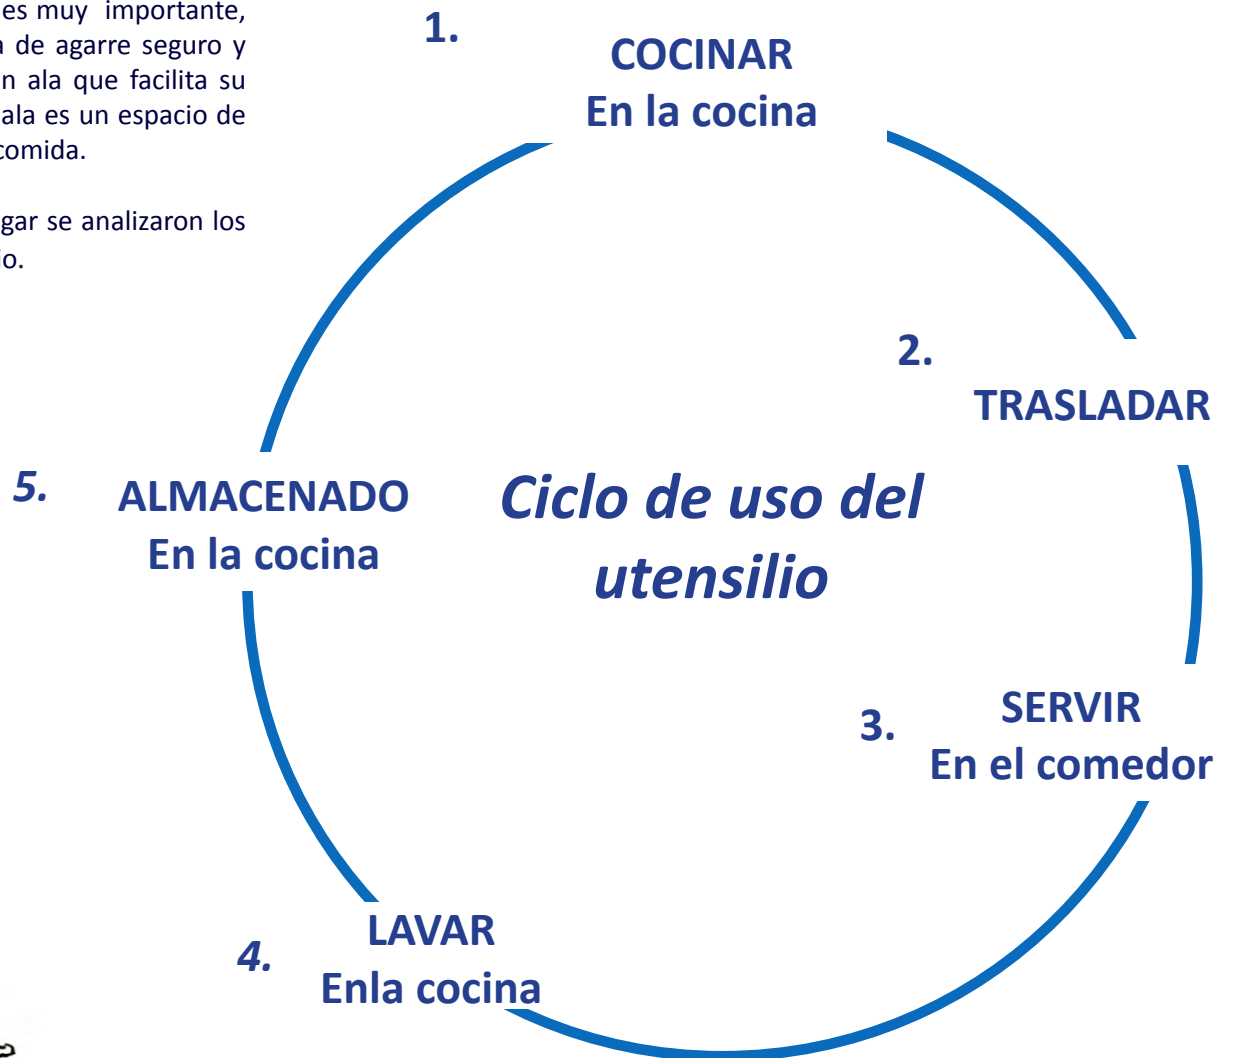 es muy importante,
de agarre seguro y
ala que facilita su
ala es un espacio de
comida.
se analizaron los
1.
COCINAR
En la cocina
2.
TRASLADAR
3.
SERVIR
En el comedor
4.
LAVAR
Enla cocina
5.
ALMACENADO
En la cocina
Ciclo de uso del
utensilio